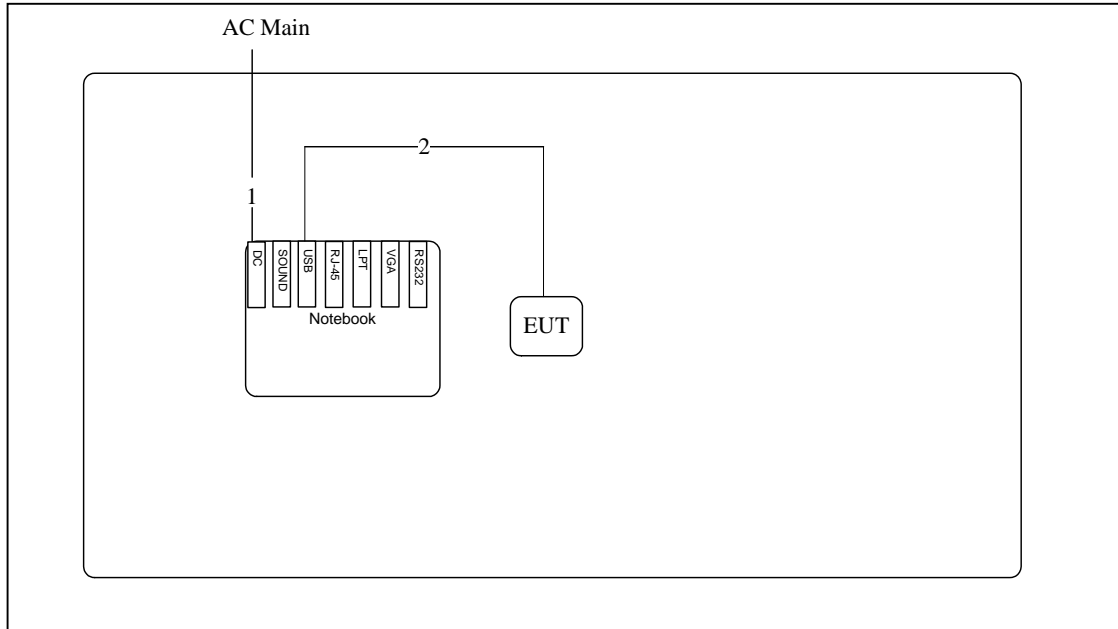 AC Main
2
1
DC
SOUND
USB
RJ-45
LPT
VGA
RS232
Notebook
EUT